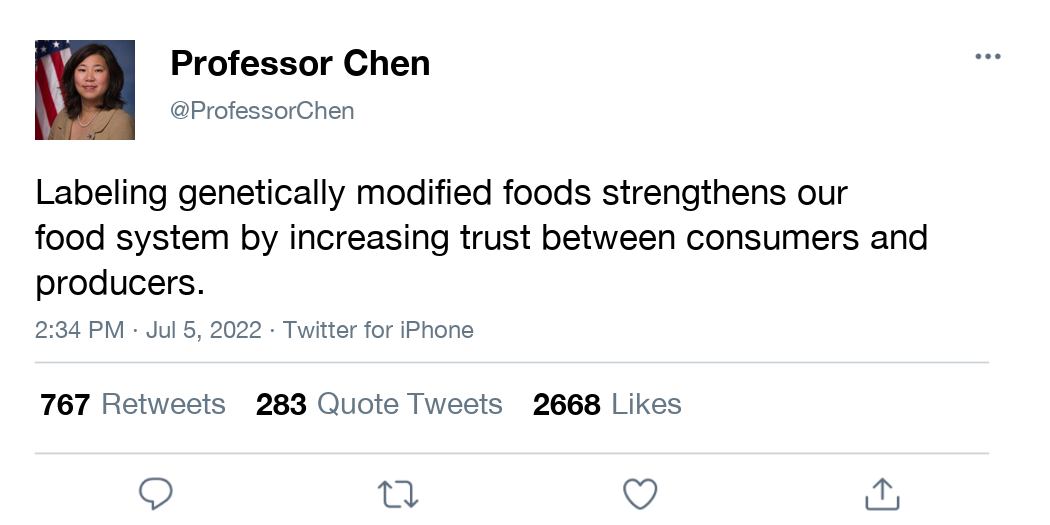 Professor Chen
@ProfessorChen
Labeling genetically modified foods strengthens our
food system by increasing trust between consumers and
producers.
2:34 PM · Jul 5, 2022 · Twitter for iPhone
767 Retweets 283 Quote Tweets 2668 Likes